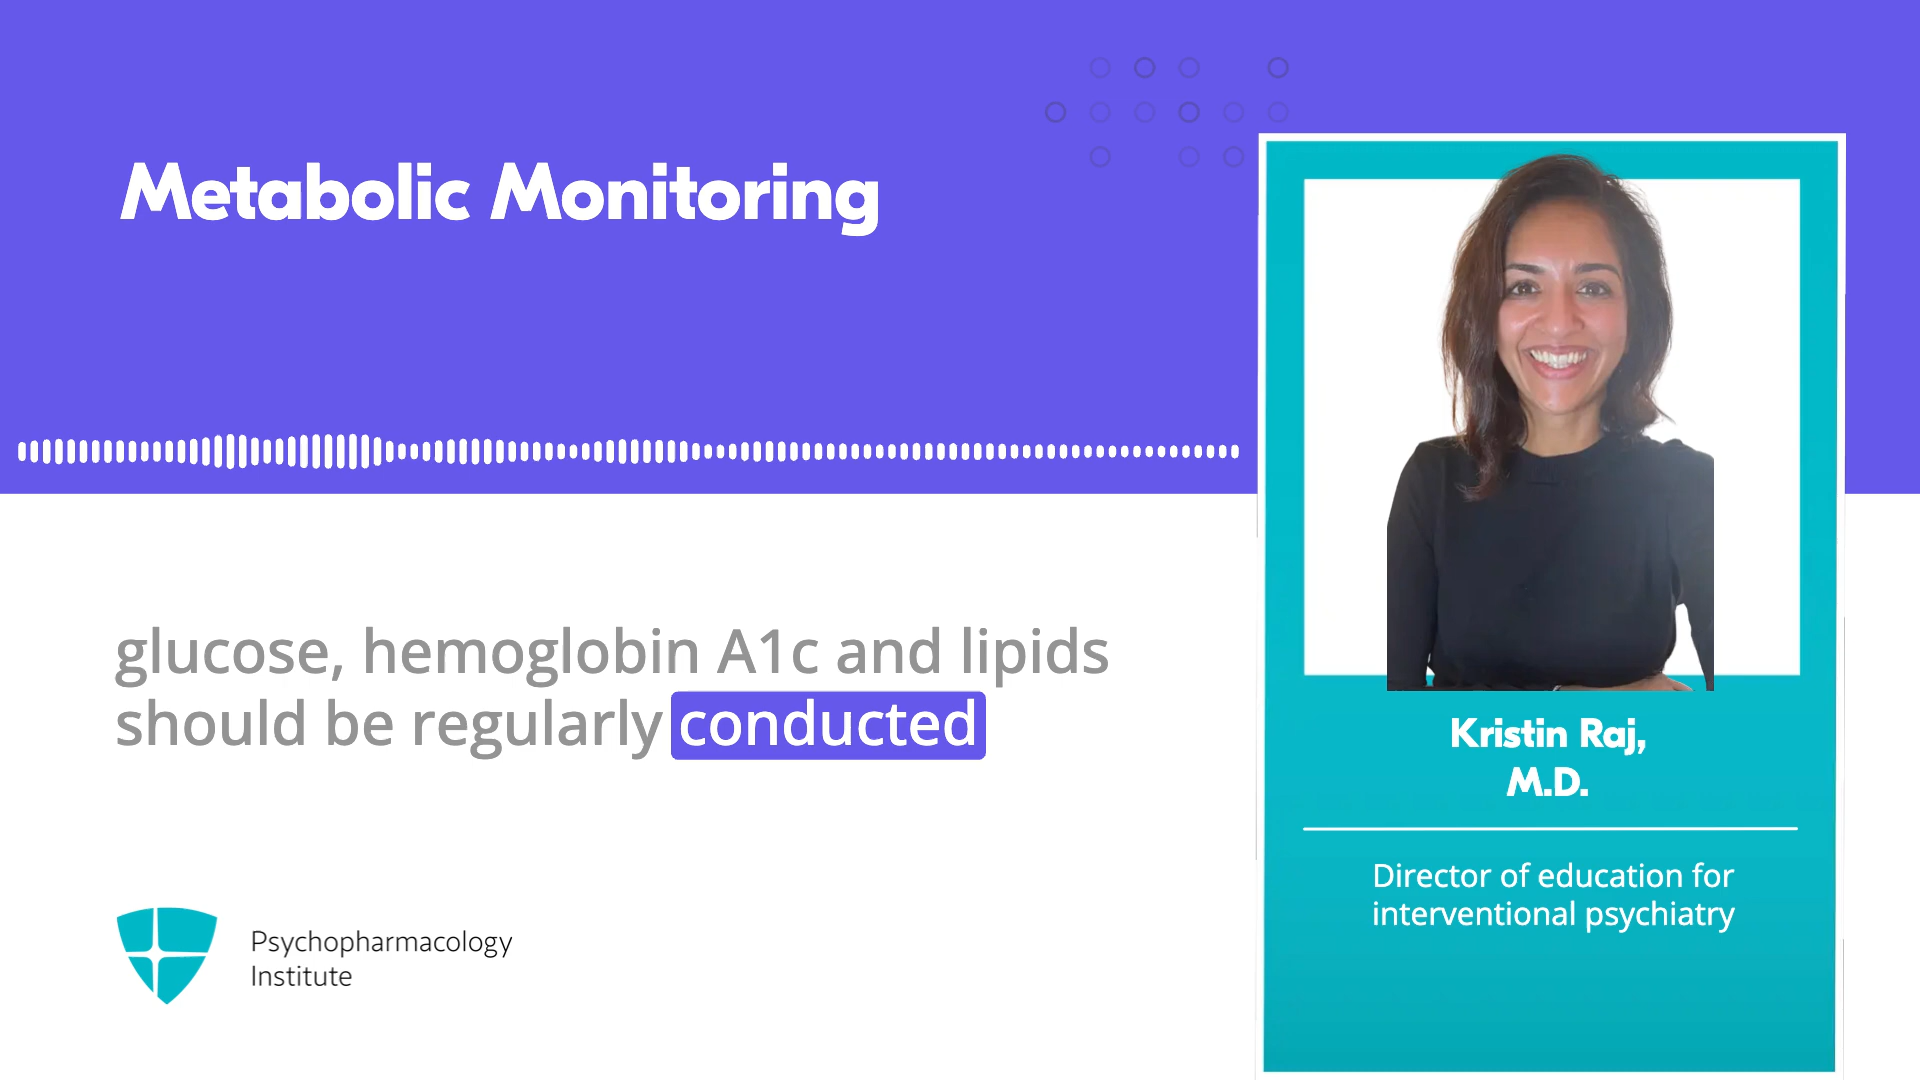 Metabolic Monitoring
glucose, hemoglobin A1c and lipids
should be regularly conducted
Psychopharmacology
Institute
Kristin Raj,
M.D.
Director of education for
interventional psychiatry